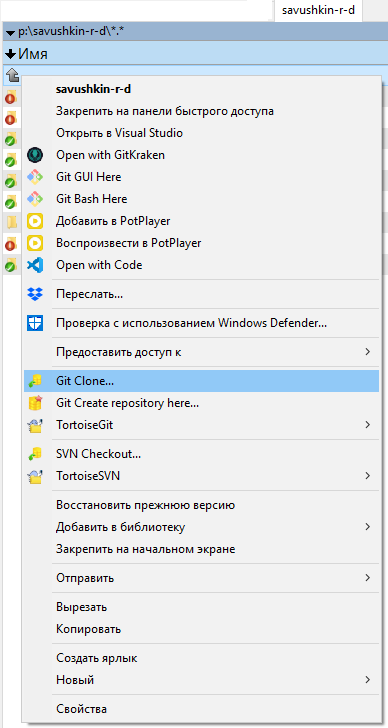 savushkin-r-d
p:\savushkin-r-d\*.*
Имя
savushkin-r-d
Закрепить на панели быстрого доступа
Открыть в Visual Studio
Open with GitKraken
Git GUI Here
Git Bash Here
Добавить в PotPlayer
Воспроизвести в PotPlayer
Open with Code
Переслать...
Проверка с использованием Windows Defender...
Предоставить доступ к
Git Clone...
Git Create repository here...
TortoiseGit
SVN Checkout...
TortoiseSVN
Восстановить прежнюю версию
Добавить в библиотеку
Закрепить на начальном экране
Отправить
Вырезать
Копировать
Создать ярлык
Новый
Свойства